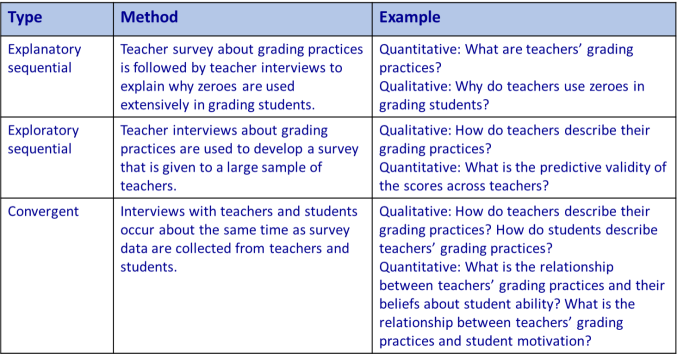 Type Method Example
Explanatory
sequential
Teacher survey about grading practices
is followed by teacher interviews to
explain why zeroes are used
extensively in grading students.
Quantitative: What are teachers' grading
practices?
Qualitative: Why do teachers use zeroes in
grading students?
Exploratory
sequential
Teacher interviews about grading
practices are used to develop a survey
that is given to a large sample of
teachers.
Qualitative: How do teachers describe their
grading practices?
Quantitative: What is the predictive validity of
the scores across teachers?
Convergent
Interviews with teachers and students
occur about the same time as survey
data are collected from teachers and
students.
Qualitative: How do teachers describe their
grading practices? How do students describe
teachers' grading practices?
Quantitative: What is the relationship
between teachers' grading practices and their
beliefs about student ability? What is the
relationship between teachers' grading
practices and student motivation?